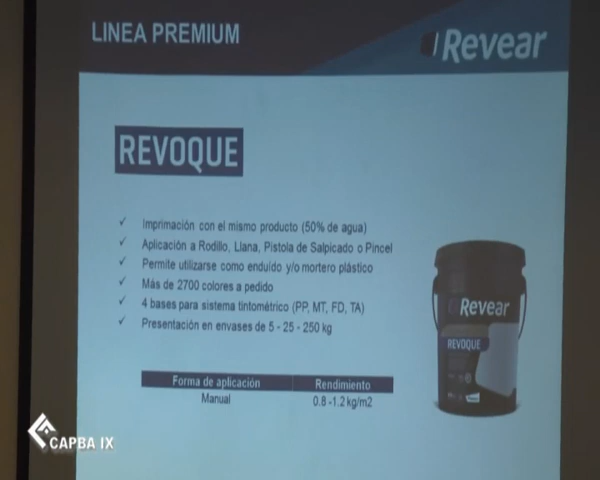 LINEA PREMIUM
Revear
REVOQUE
Imprimación con el mismo producto (50% de agua)
Aplicación a Rodillo, Llana, Pistola de Salpicado o Pincel
Permite utilizarse como enduído y/o mortero plástico
Más de 2700 colores a pedido
4 bases para sistema tintométrico (PP, MT, FD, TA)
Presentación en envases de 5 - 25 - 250 kg
Revear
REVOQUE
Forma de aplicación Rendimiento
Manual 0.8 -1.2 kg/m2
CAPBA IX